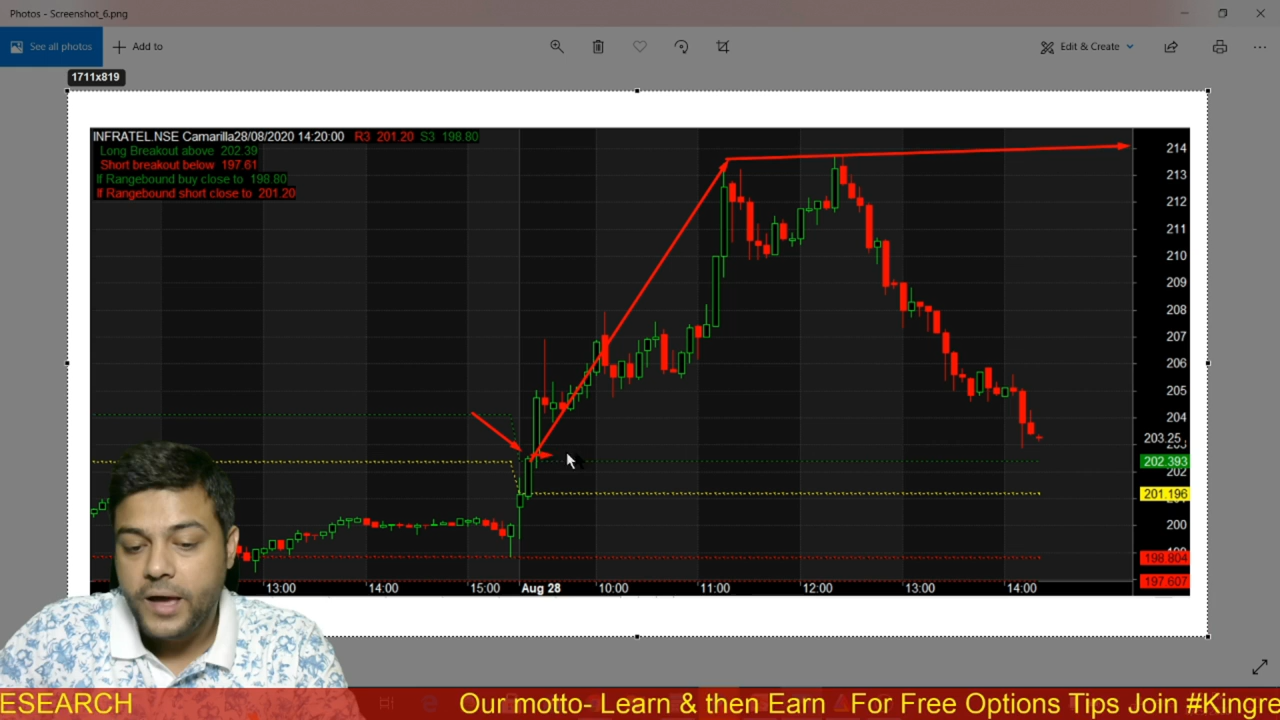 Photos - Screenshot_6.png
See all photos
Add to
Edit & Create
1711x819
INFRATEL.NSE Camarilla28/08/2020 14:20:00 R3 201.20 S3 198.80
Long Breakout above 202.39
Short breakout below 197.61
If Rangebound buy close to 198.80
If Rangebound short close to 201.20
214
213
212
211
210
209
208
207
206
205
204
203.25
202.393
202
201.196
200
198.804
197.607
13:00 14:00 15:00 Aug 28 10:00 11:00 12:00 13:00 14:00
ESEARCH Our motto- Learn & then Earn For Free Options Tips Join #Kingre